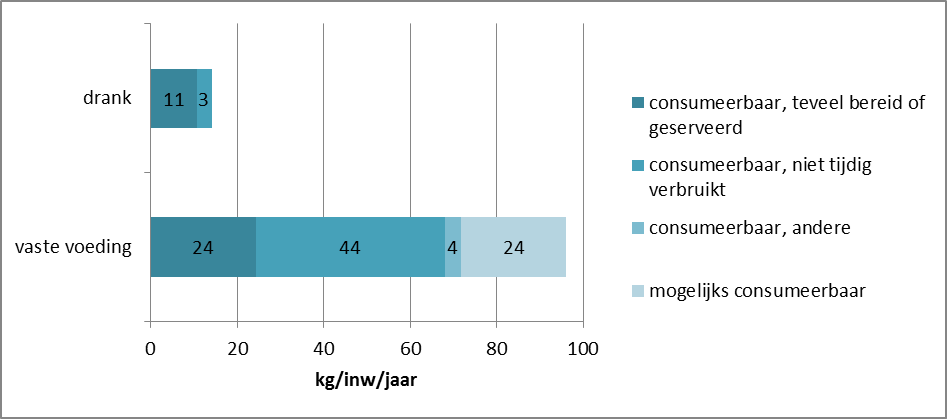 drank
11 3
vaste voeding
24 44 4 24
0 20 40 60 80 100
kg/inw/jaar
consumeerbaar, teveel bereid of
geserveerd
consumeerbaar, niet tijdig
verbruikt
consumeerbaar, andere
mogelijks consumeerbaar